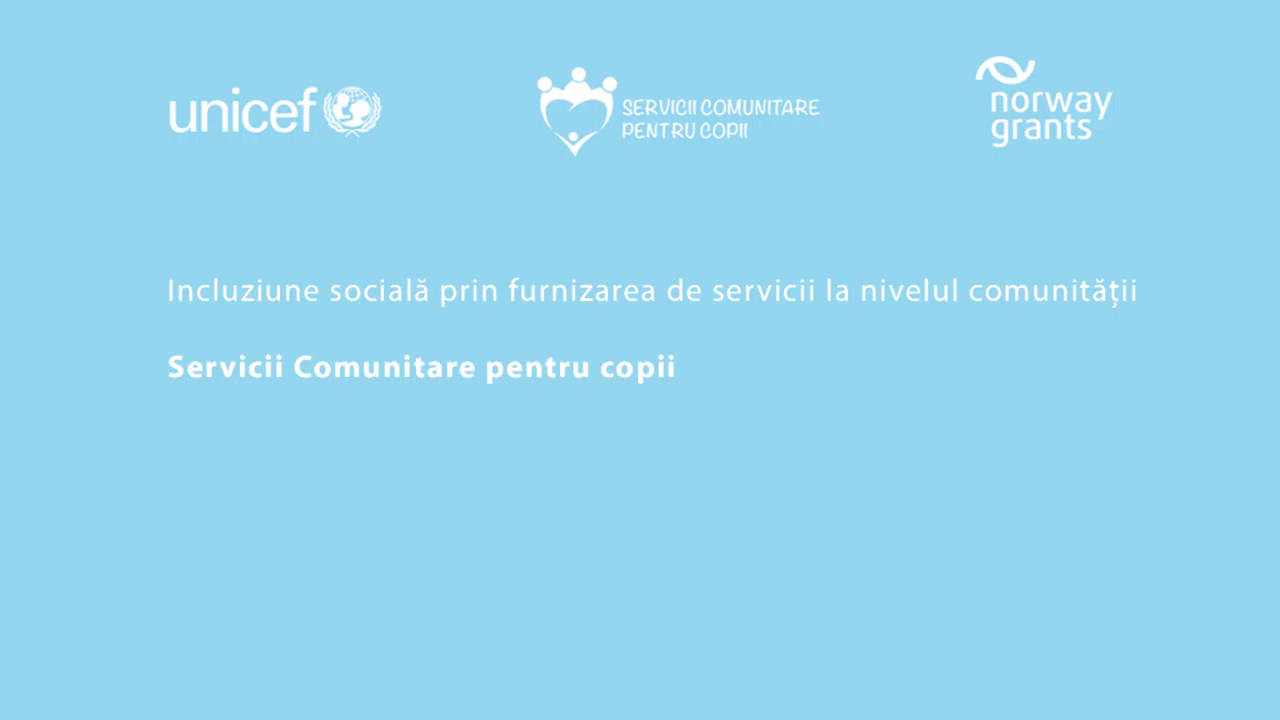 unicef
SERVICII COMUNITARE
PENTRU COPII
norway
grants
Incluziune socială prin furnizarea de servicii la nivelul comunității
Servicii Comunitare pentru copii